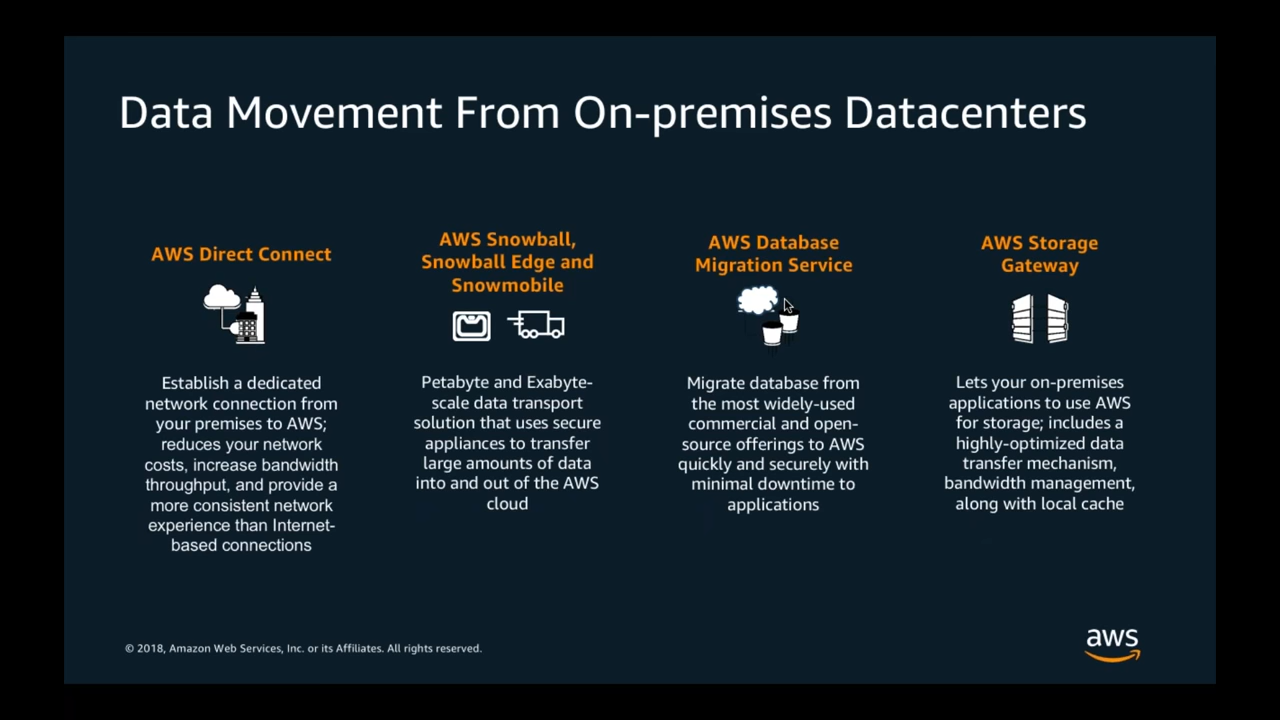 Data Movement From On-premises Datacenters
AWS Direct Connect
Establish a dedicated
network connection from
your premises to AWS;
reduces your network
costs, increase bandwidth
throughput, and provide a
more consistent network
experience than Internet-
based connections
AWS Snowball,
Snowball Edge and
Snowmobile
Petabyte and Exabyte-
scale data transport
solution that uses secure
appliances to transfer
large amounts of data
into and out of the AWS
cloud
AWS Database
Migration Service
Migrate database from
the most widely-used
commercial and open-
source offerings to AWS
quickly and securely with
minimal downtime to
applications
AWS Storage
Gateway
Lets your on-premises
applications to use AWS
for storage; includes a
highly-optimized data
transfer mechanism,
bandwidth management,
along with local cache
© 2018, Amazon Web Services, Inc. or its Affiliates. All rights reserved.
aws